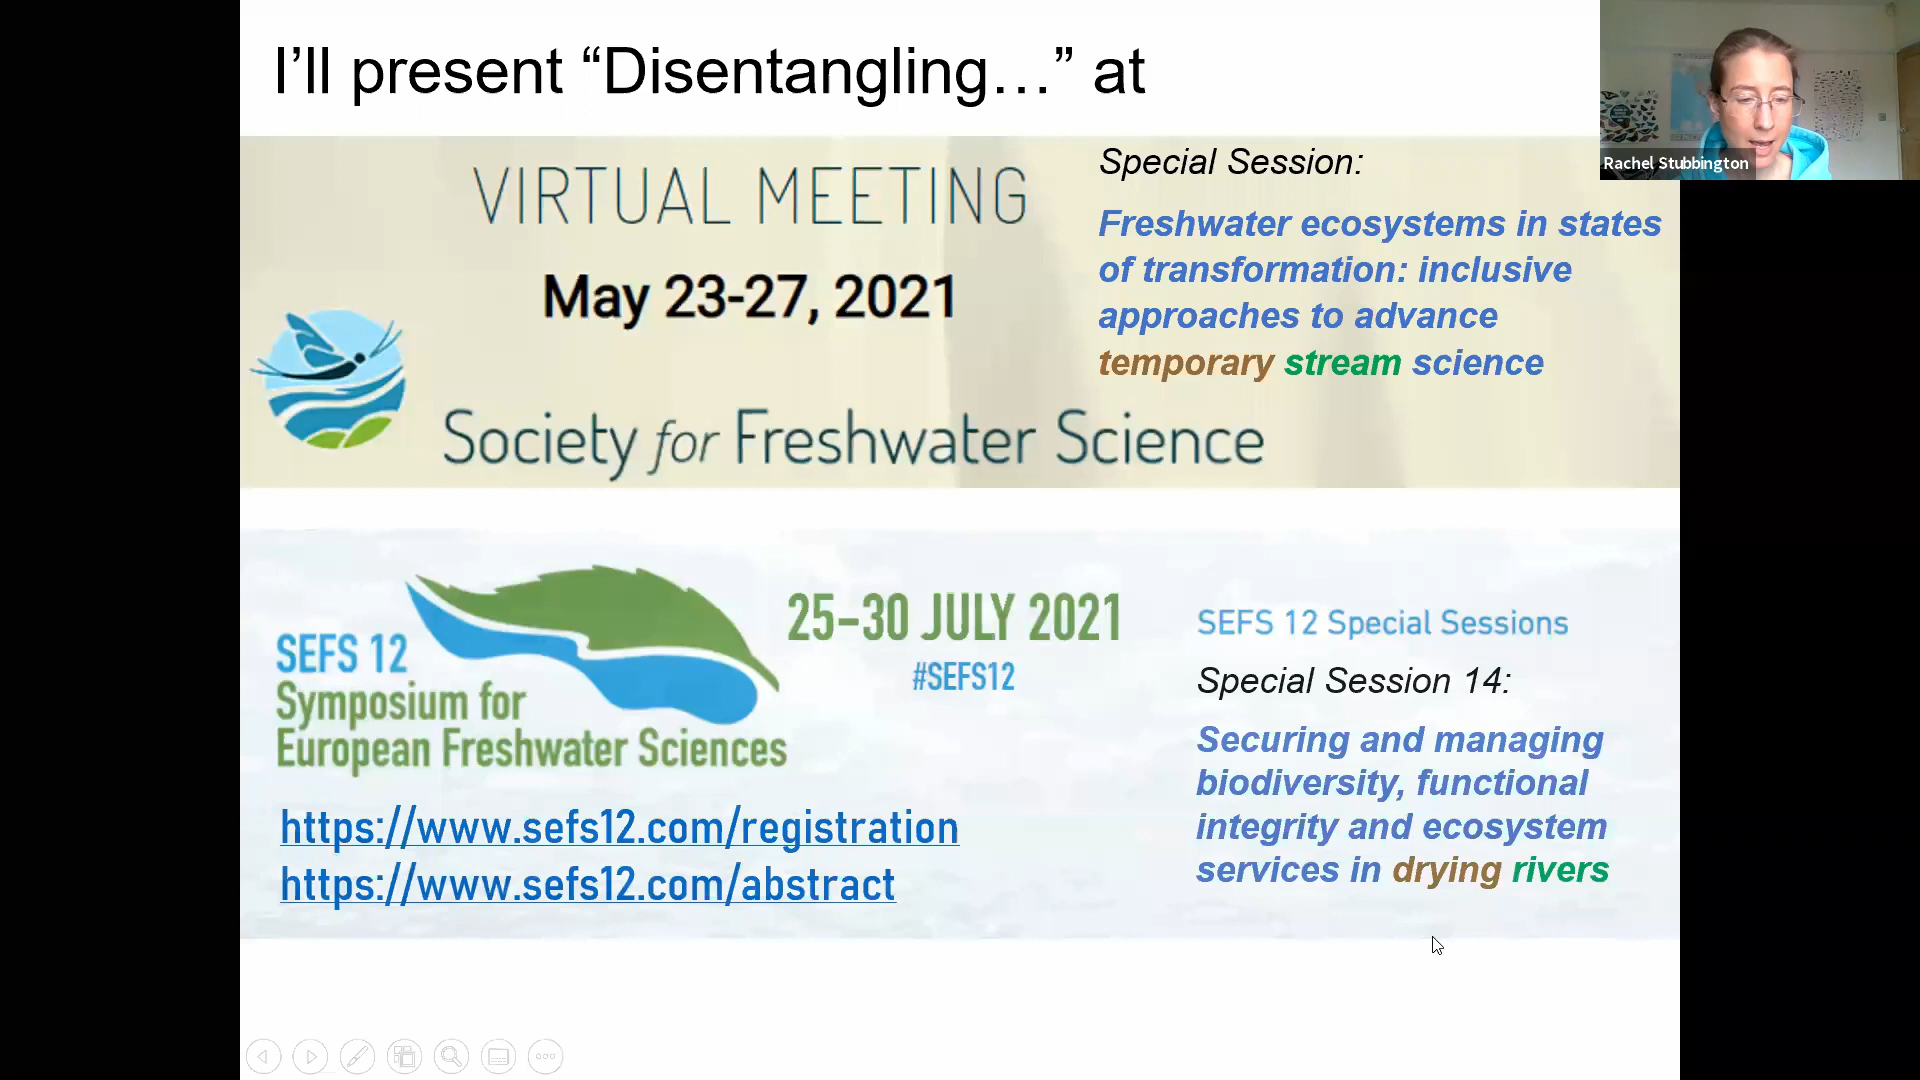 I’ll present “Disentangling…” at
VIRTUAL MEETING
May 23-27, 2021
Society for Freshwater Science
Special Session:
Freshwater ecosystems in states
of transformation: inclusive
approaches to advance
temporary stream science
Rachel Stubbington
SEFS 12
Symposium for
European Freshwater Sciences
25–30 JULY 2021
#SEFS12
https://www.sefs12.com/registration
https://www.sefs12.com/abstract
SEFS 12 Special Sessions
Special Session 14:
Securing and managing
biodiversity, functional
integrity and ecosystem
services in drying rivers